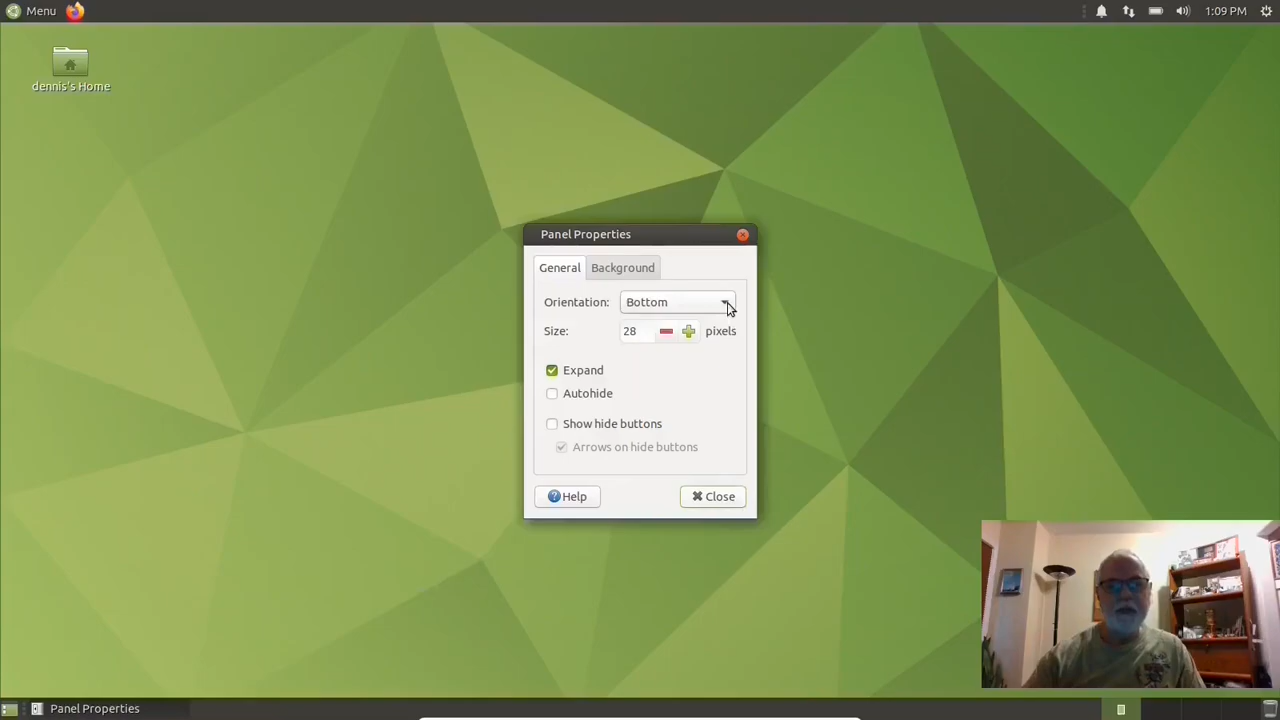 Menu
1:09 PM
dennis's Home
Panel Properties
General Background
Orientation: Bottom
Size: 28 pixels
Expand
Autohide
Show hide buttons
Arrows on hide buttons
Help Close
Panel Properties